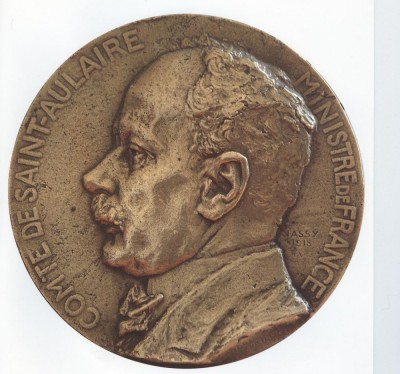 COMTE DE SAINT-AULAIRE
MINISTRE DE FRANCE